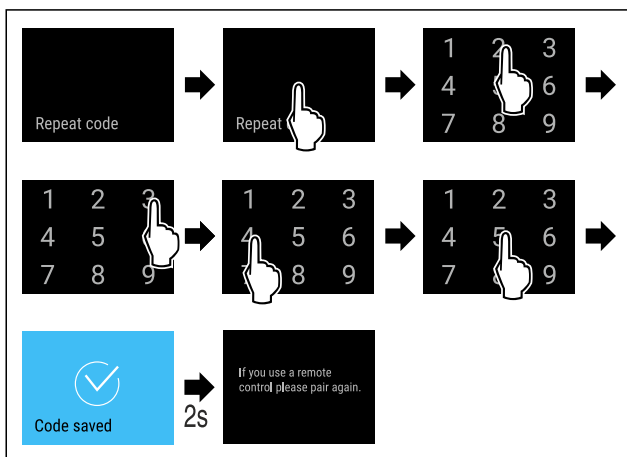 Repeat code
Repeat
1 2 3
4 6
7 8 9
1 2 3
4 5
7 8 9
1 2 3
4 5 6
8 9
1 2 3
4 5 6
7 9
Code saved
2s
If you use a remote
control please pair again.